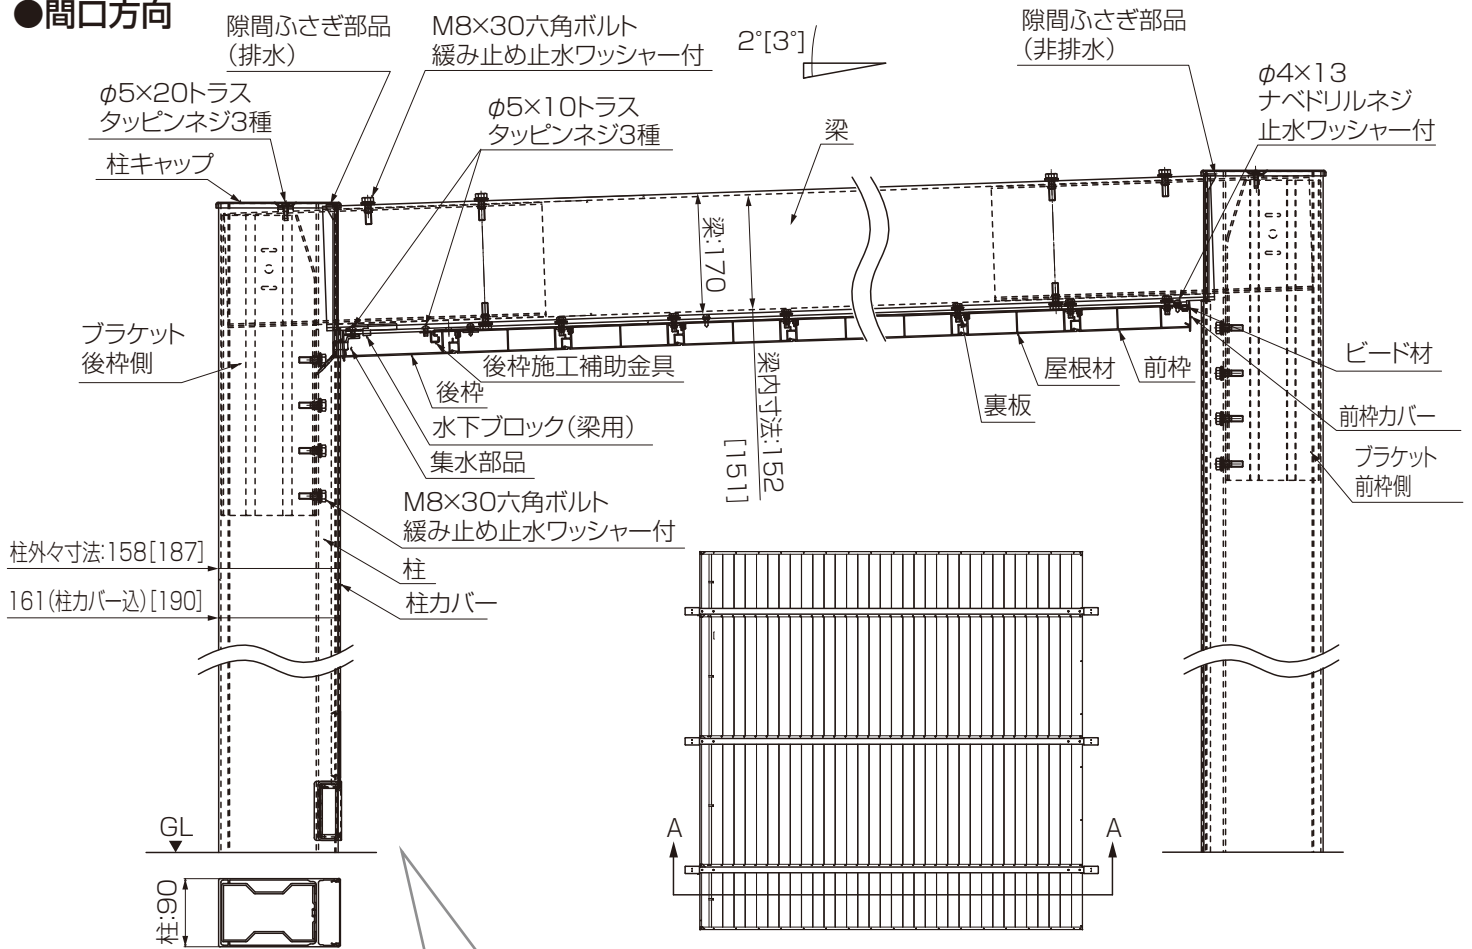 ●間口方向
隙間ふさぎ部品
(排水)
M8×30六角ボルト
緩み止め止水ワッシャー付
2°[3°]
隙間ふさぎ部品
(非排水)
φ5×20トラス
タッピンネジ3種
φ5×10トラス
タッピンネジ3種
梁
φ4×13
ナベドリルネジ
止水ワッシャー付
柱キャップ
梁:170
梁内寸法:152
[151]
ブラケット
後枠側
後枠施工補助金具
後枠
水下ブロック(梁用)
集水部品
M8×30六角ボルト
緩み止め止水ワッシャー付
裏板
屋根材
前枠
ビード材
前枠カバー
ブラケット
前枠側
柱外々寸法:158[187]
柱
161(柱カバー込)[190]
柱カバー
GL
柱:90
A
A